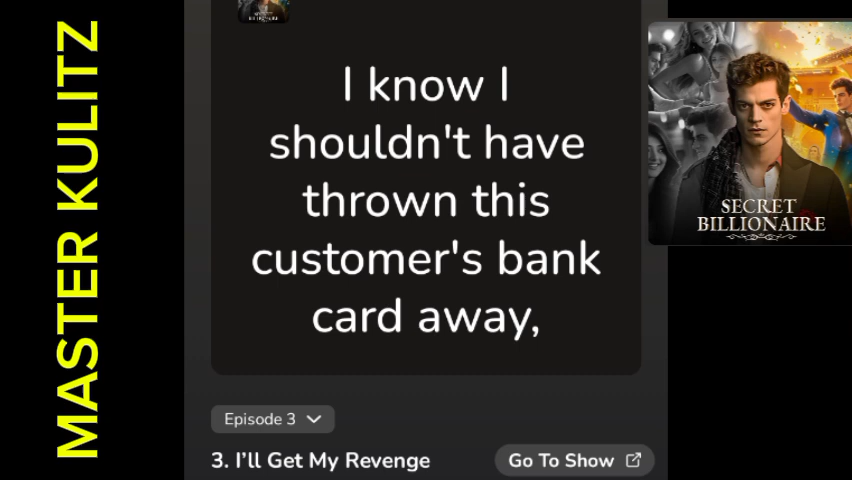 MASTER KULITZ
I know I
shouldn't have
thrown this
customer's bank
card away,
SECRET
BILLIONAIRE
Episode 3
3. I'll Get My Revenge
Go To Show